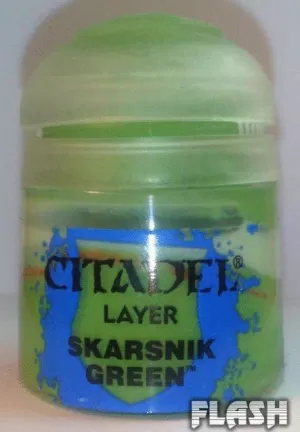 CITADEL®
LAYER
SKARSNIK
GREEN™
FLASH